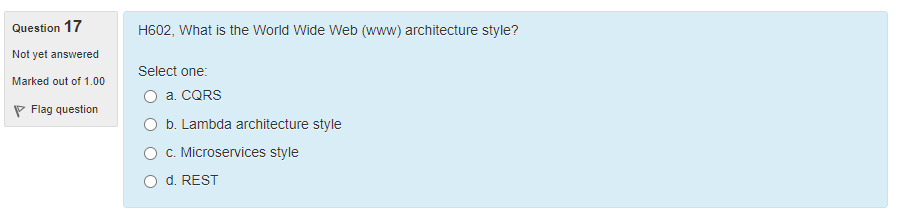 Question 17
Not yet answered
Marked out of 1.00
Flag question
H602, What is the World Wide Web (www) architecture style?
Select one:
a. CQRS
b. Lambda architecture style
c. Microservices style
d. REST